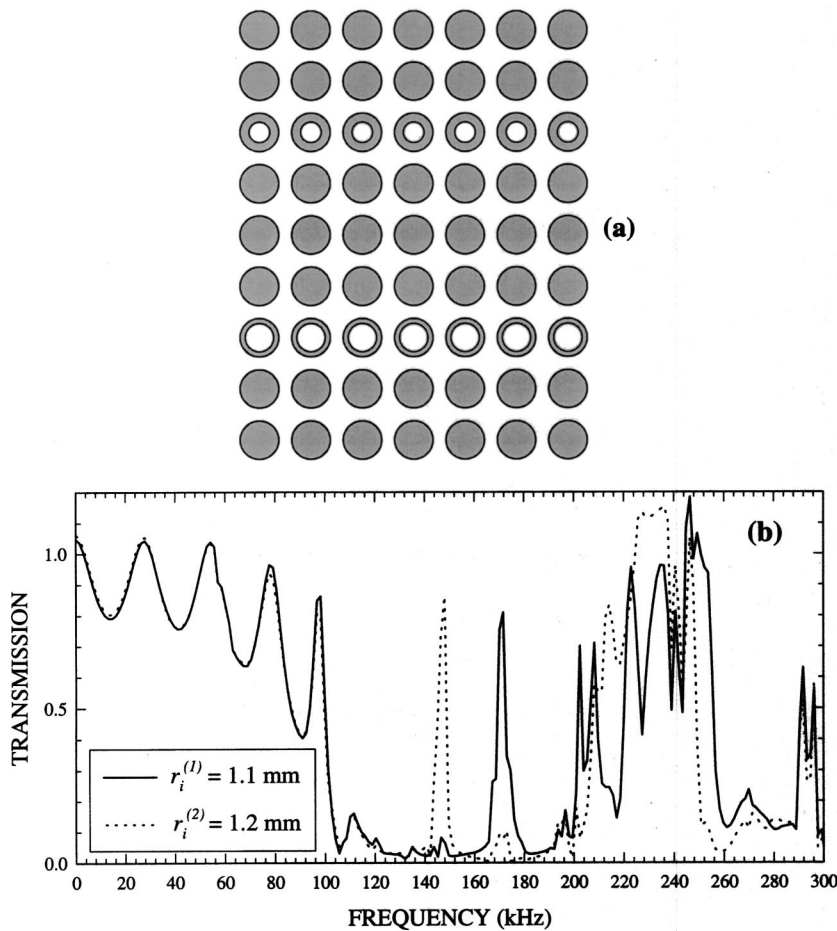 (a)
(b)
1.0
0.5
0.0
TRANSMISSION
r_i^(1) = 1.1 mm
r_i^(2) = 1.2 mm
0 20 40 60 80 100 120 140 160 180 200 220 240 260 280 300
FREQUENCY (kHz)